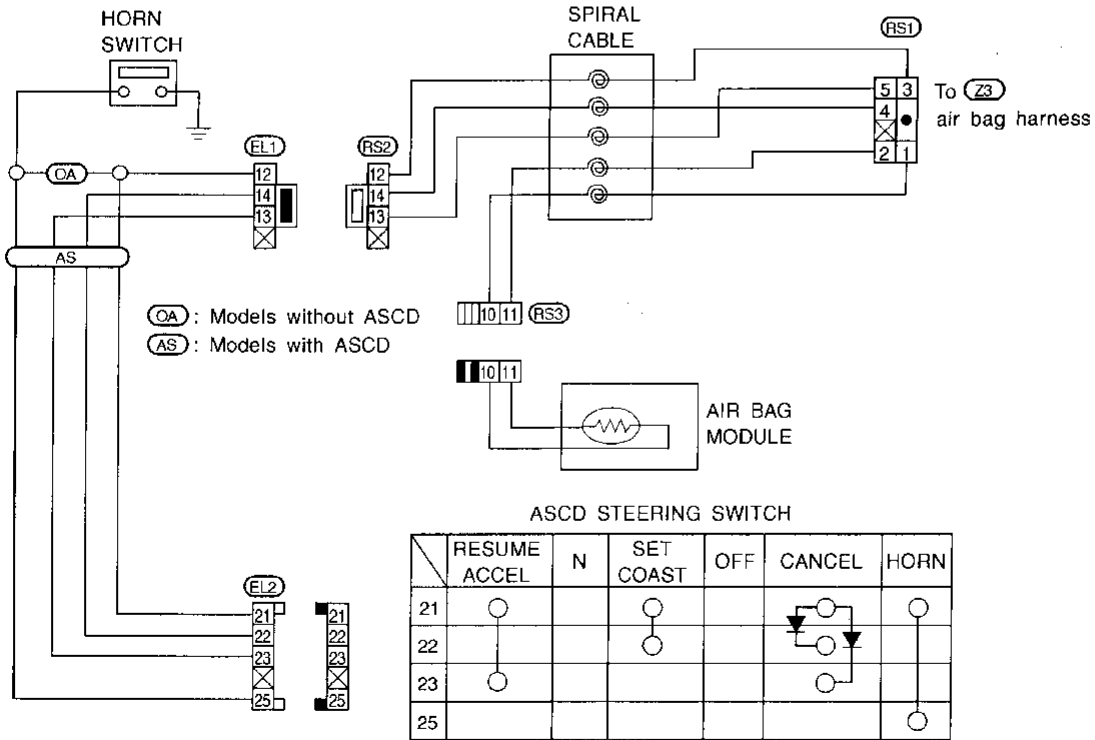 HORN
SWITCH
SPIRAL
CABLE
RS1
5 3
4
2 1
To Z3
air bag harness
EL1
12
14
13
RS2
12
14
13
OA
AS
OA : Models without ASCD
AS : Models with ASCD
10 11 RS3
10 11
AIR BAG
MODULE
EL2
21
22
23
25
21
22
23
25
ASCD STEERING SWITCH
RESUME ACCEL N SET COAST OFF CANCEL HORN
21
22
23
25